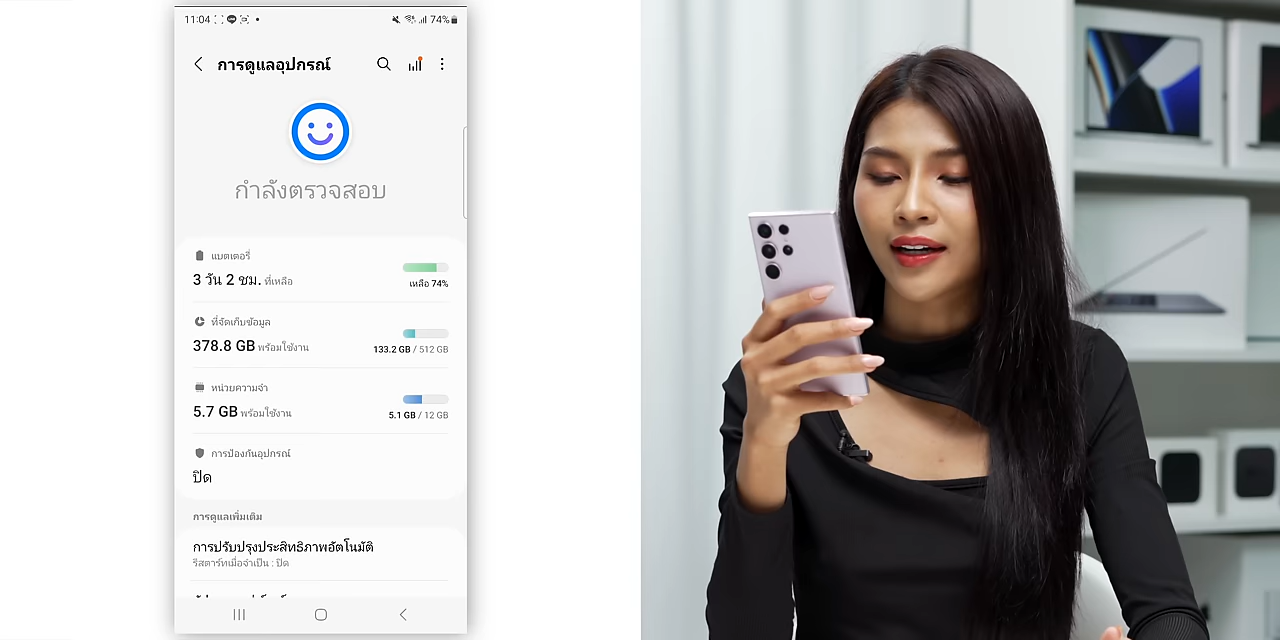 11:04
74%
การดูแลอุปกรณ์
กำลังตรวจสอบ
แบตเตอรี่
3 วัน 2 ชม. ที่เหลือ
เหลือ 74%
ที่จัดเก็บข้อมูล
378.8 GB พร้อมใช้งาน
133.2 GB / 512 GB
หน่วยความจำ
5.7 GB พร้อมใช้งาน
5.1 GB / 12 GB
การป้องกันอุปกรณ์
ปิด
การดูแลเพิ่มเติม
การปรับปรุงประสิทธิภาพอัตโนมัติ
รีสตาร์ทเมื่อจำเป็น : ปิด